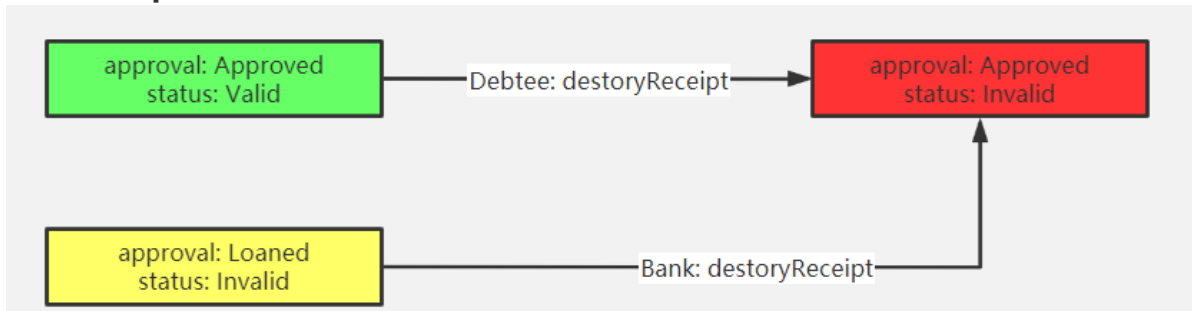 approval: Approved
status: Valid
Debtee: destoryReceipt
approval: Approved
status: Invalid
approval: Loaned
status: Invalid
Bank: destoryReceipt